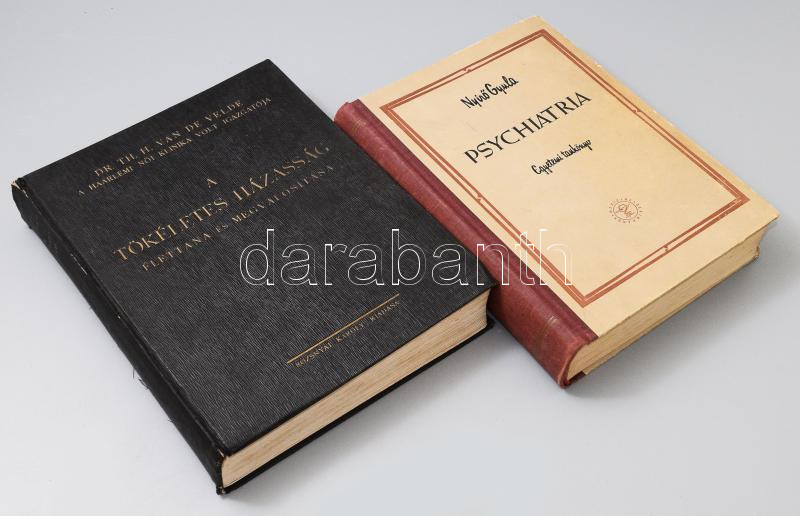 DR. TH. H. VAN DE VELDE
A HAARLEMI NŐI KLINIKA VOLT IGAZGATÓJA
A
TÖKÉLETES HÁZASSÁG
ÉLETTANA ÉS MEGVALÓSÍTÁSA
ROZSNYAI KÁROLY KIADÁSA
Nyirő Gyula
PSYCHIATRIA
Egyetemi tankönyv
darabanth